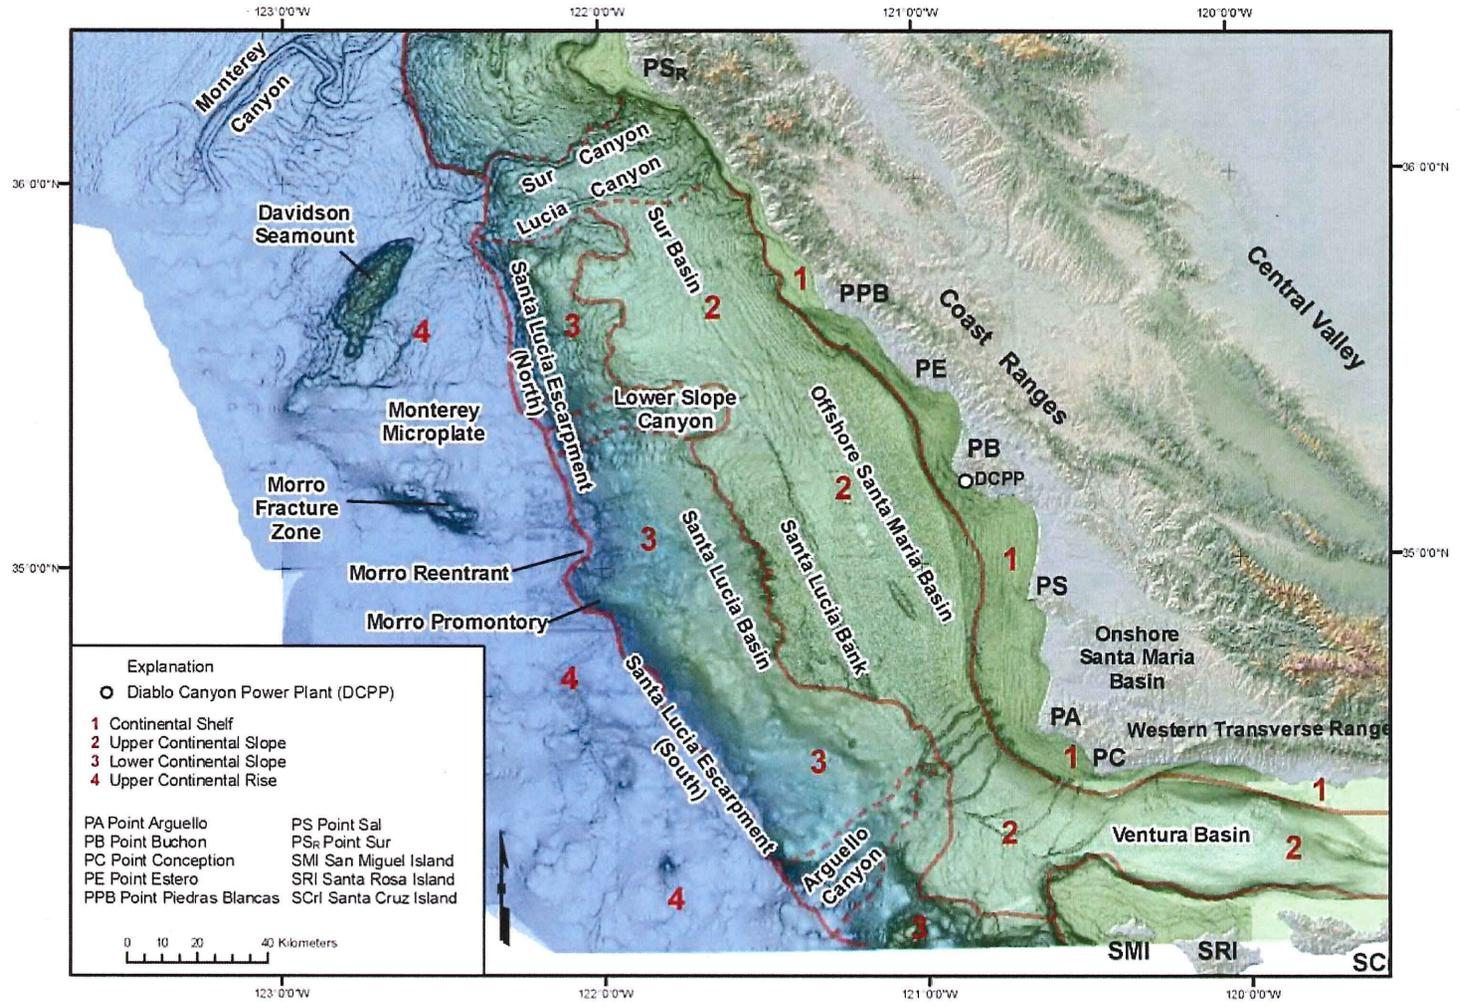 123°0'0"W
122°0'0"W
121°0'0"W
120°0'0"W
Monterey
Canyon
PSR
Sur Canyon
Lucia Canyon
36°0'0"N
36°0'0"N
Davidson
Seamount
Sur Basin
Central Valley
1
PPB
2
Coast Ranges
Santa Lucia Escarpment
(North)
3
4
PE
Lower Slope
Canyon
Monterey
Microplate
Offshore Santa Maria Basin
PB
DCPP
2
Morro
Fracture
Zone
3
Santa Lucia Basin
Santa Lucia Bank
1
35°0'0"N
35°0'0"N
Morro Reentrant
PS
Morro Promontory
Onshore
Santa Maria
Basin
4
Santa Lucia Escarpment
(South)
PA
Western Transverse Range
1
PC
3
1
2
Ventura Basin
2
Arguello
Canyon
4
3
SMI
SRI
SC
Explanation
Diablo Canyon Power Plant (DCPP)
1 Continental Shelf
2 Upper Continental Slope
3 Lower Continental Slope
4 Upper Continental Rise
PA Point Arguello
PB Point Buchon
PC Point Conception
PE Point Estero
PPB Point Piedras Blancas
PS Point Sal
PSR Point Sur
SMI San Miguel Island
SRI Santa Rosa Island
SCrI Santa Cruz Island
0 10 20 40 Kilometers
123°0'0"W
122°0'0"W
121°0'0"W
120°0'0"W